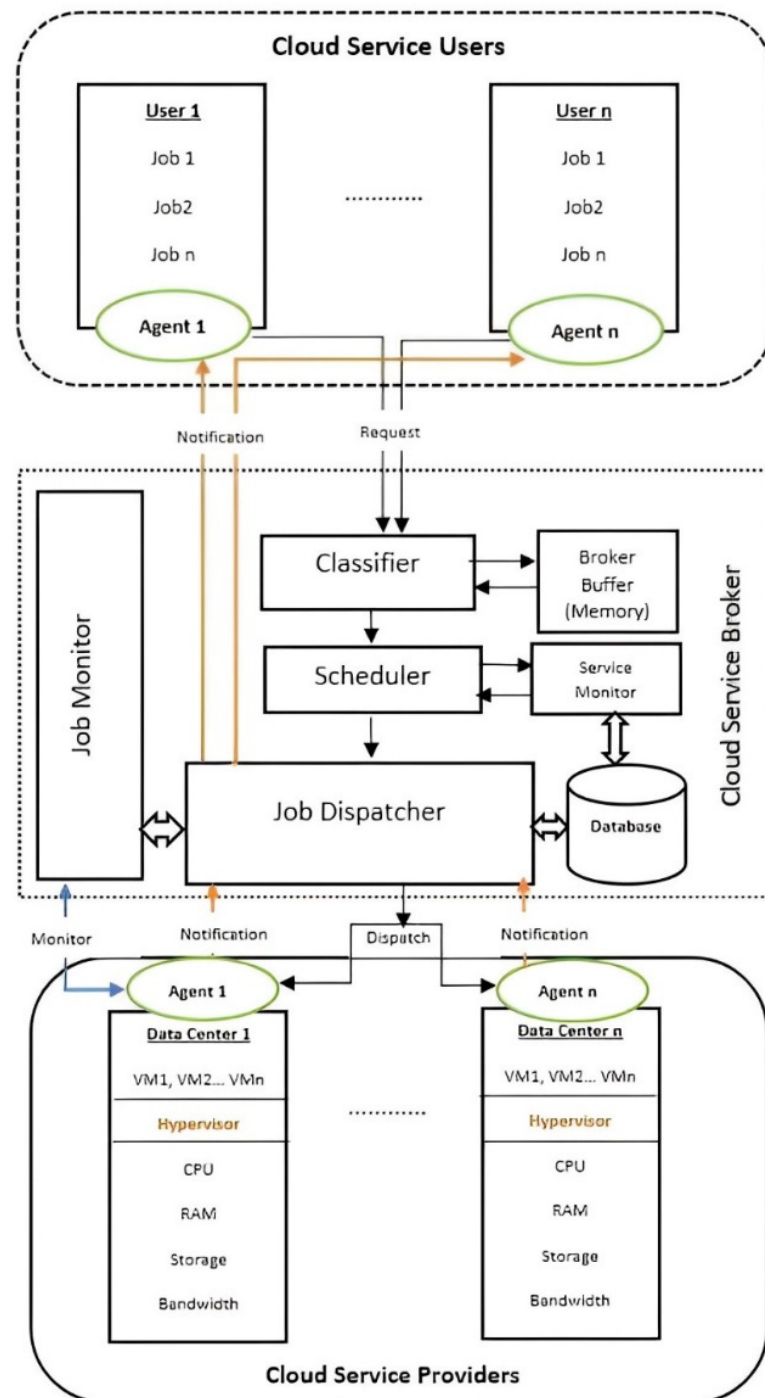 Cloud Service Users
User 1
Job 1
Job2
Job n
Agent 1
............
User n
Job 1
Job2
Job n
Agent n
Notification
Request
Job Monitor
Classifier
Broker
Buffer
(Memory)
Scheduler
Service
Monitor
Job Dispatcher
Database
Cloud Service Broker
Monitor
Notification
Dispatch
Notification
Agent 1
Data Center 1
VM1, VM2... VMn
Hypervisor
CPU
RAM
Storage
Bandwidth
............
Agent n
Data Center n
VM1, VM2... VMn
Hypervisor
CPU
RAM
Storage
Bandwidth
Cloud Service Providers